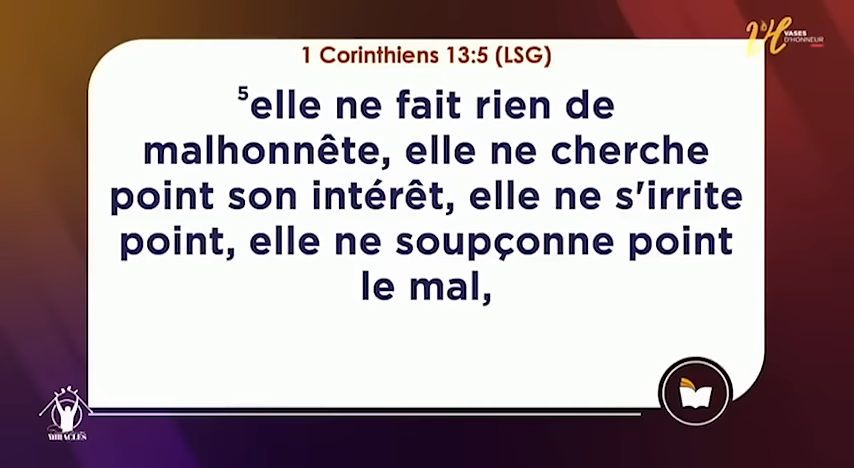 1 Corinthiens 13:5 (LSG)
VASES
D'HONNEUR
⁵elle ne fait rien de
malhonnête, elle ne cherche
point son intérêt, elle ne s'irrite
point, elle ne soupçonne point
le mal,
MIRACLES